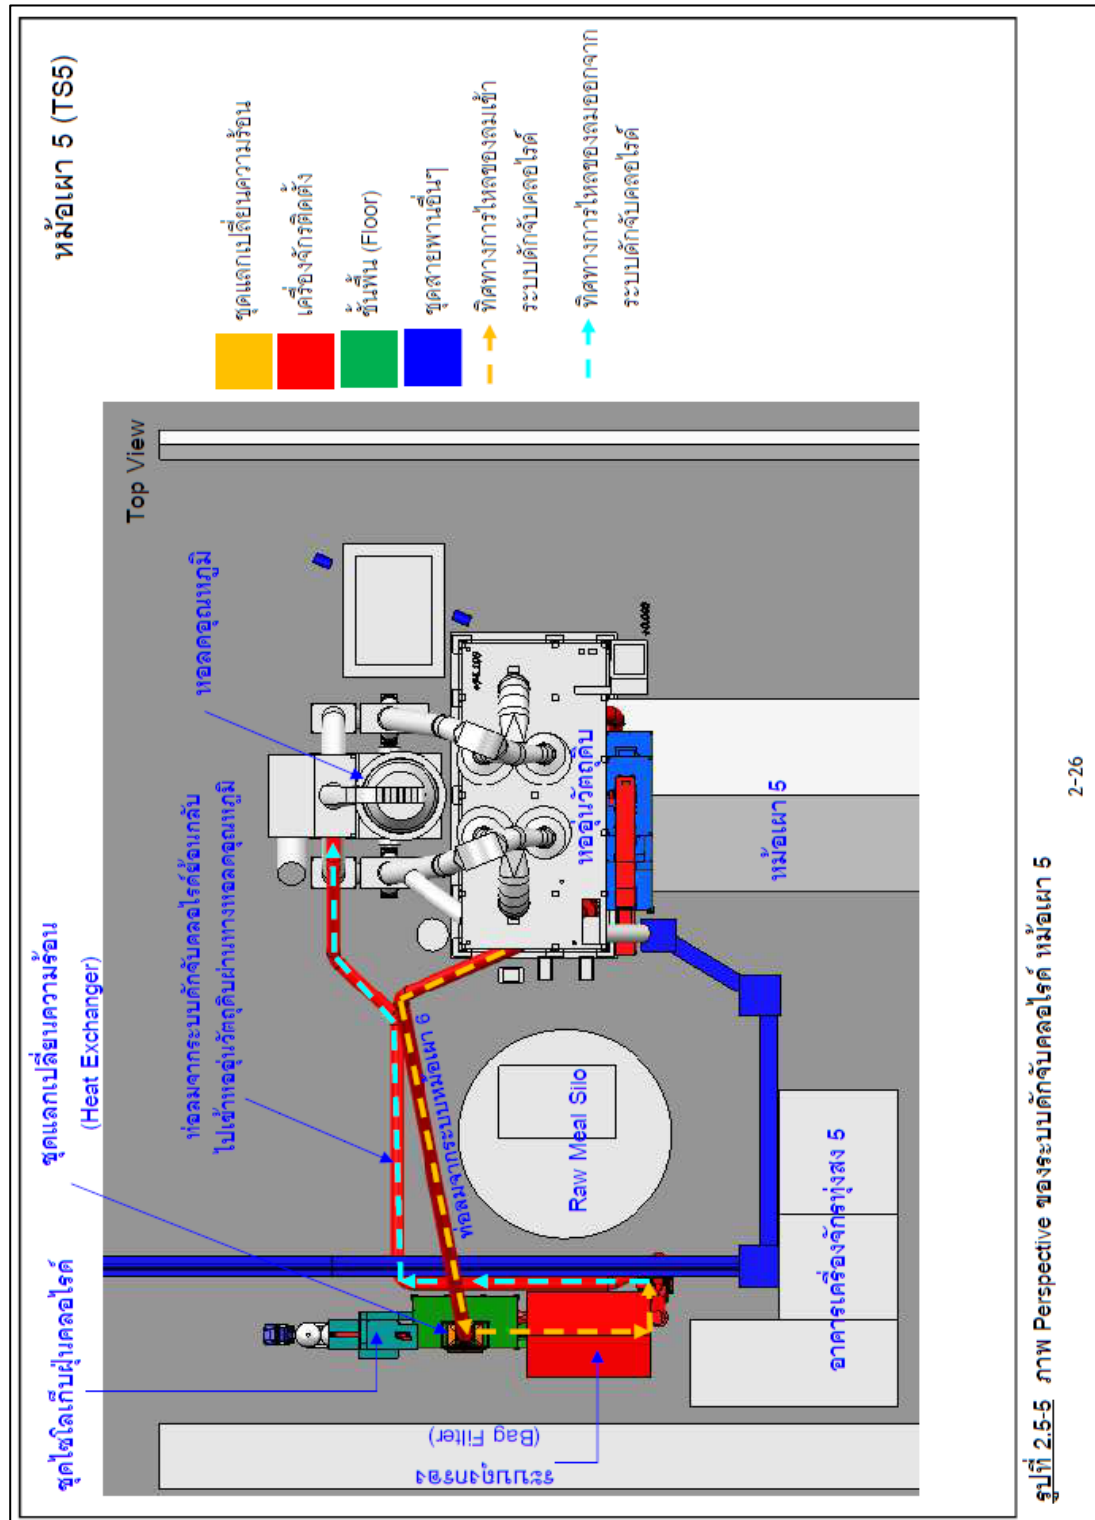 หม้อเผา 5 (TS5)
ชุดแลกเปลี่ยนความร้อน
เครื่องจักรติดตั้ง
ชั้นพื้น (Floor)
ชุดสายพานอื่นๆ
ทิศทางการไหลของลมเข้า
ระบบดักจับคลอไรด์
ทิศทางการไหลของลมออกจาก
ระบบดักจับคลอไรด์
Top View
ชุดไซโลเก็บฝุ่นคลอไรด์
ชุดแลกเปลี่ยนความร้อน
(Heat Exchanger)
ท่อลมจากระบบดักจับคลอไรด์ย้อนกลับ
ไปเข้าหออุ่นวัตถุดิบผ่านทางหอลดอุณหภูมิ
หอลดอุณหภูมิ
ท่อลมจากระบบหม้อเผา 6
หออุ่นวัตถุดิบ
+0.000
Raw Meal Silo
หม้อเผา 5
อาคารเครื่องจักรทุ่งสง 5
ระบบถุงกรอง
(Bag Filter)
รูปที่ 2.5-5 ภาพ Perspective ของระบบดักจับคลอไรด์ หม้อเผา 5
2-26